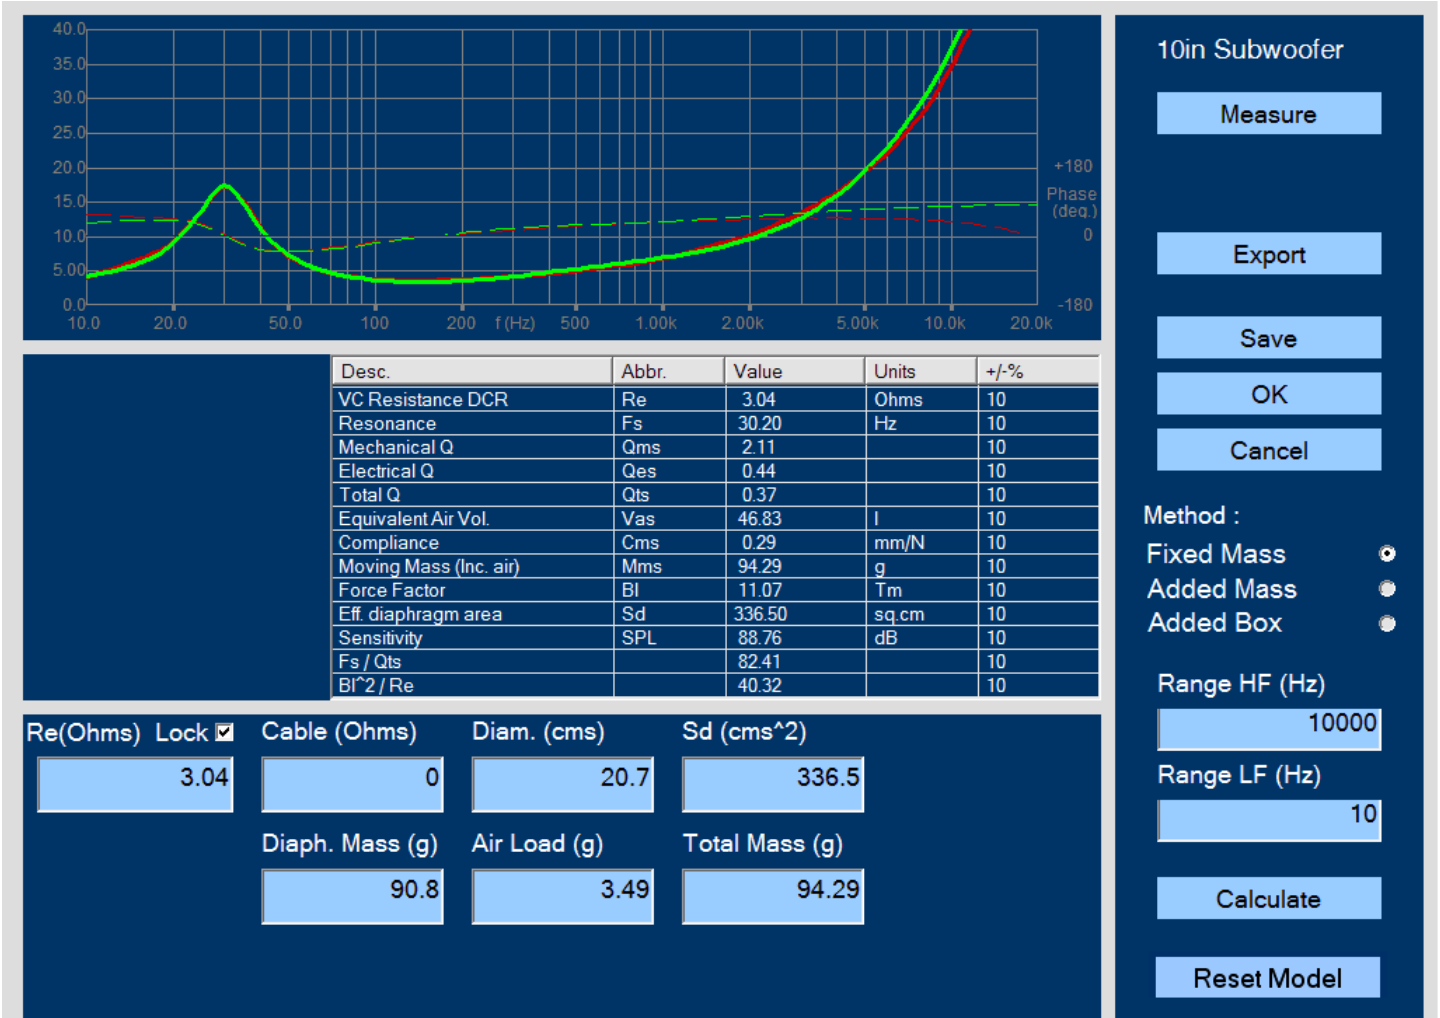 40.0
35.0
30.0
25.0
20.0
15.0
10.0
5.00
0.0
+180
Phase
(deg.)
0
-180
10.0 20.0 50.0 100 200 f (Hz) 500 1.00k 2.00k 5.00k 10.0k 20.0k
Desc. Abbr. Value Units +/-%
VC Resistance DCR Re 3.04 Ohms 10
Resonance Fs 30.20 Hz 10
Mechanical Q Qms 2.11 10
Electrical Q Qes 0.44 10
Total Q Qts 0.37 10
Equivalent Air Vol. Vas 46.83 l 10
Compliance Cms 0.29 mm/N 10
Moving Mass (Inc. air) Mms 94.29 g 10
Force Factor Bl 11.07 Tm 10
Eff. diaphragm area Sd 336.50 sq.cm 10
Sensitivity SPL 88.76 dB 10
Fs / Qts 82.41 10
Bl^2 / Re 40.32 10
Re(Ohms) Lock Cable (Ohms) Diam. (cms) Sd (cms^2)
3.04 0 20.7 336.5
Diaph. Mass (g) Air Load (g) Total Mass (g)
90.8 3.49 94.29
10in Subwoofer
Measure
Export
Save
OK
Cancel
Method :
Fixed Mass
Added Mass
Added Box
Range HF (Hz)
10000
Range LF (Hz)
10
Calculate
Reset Model